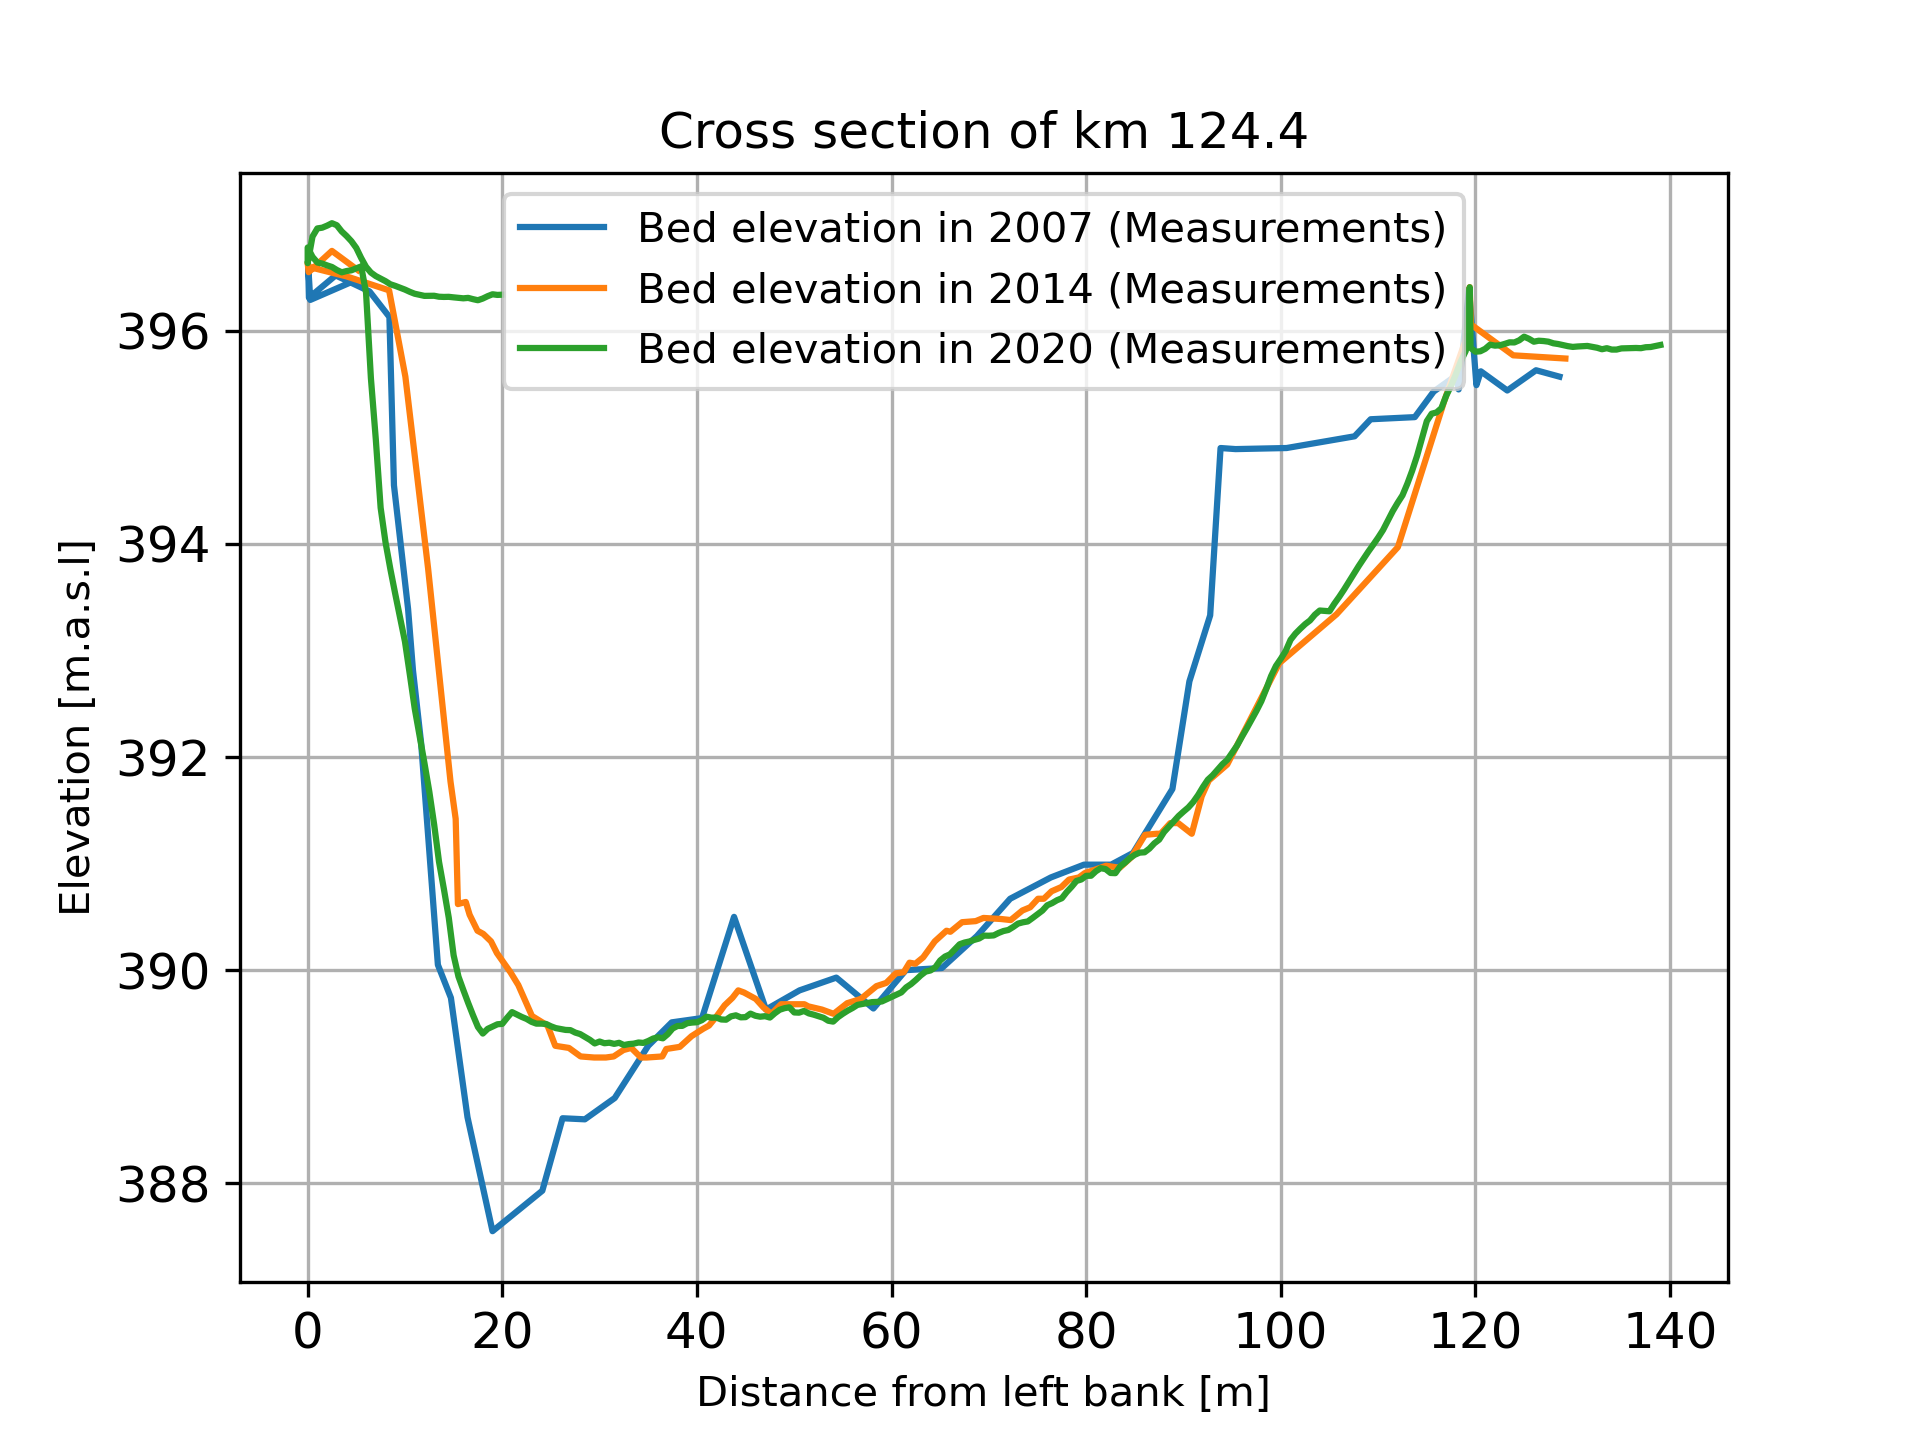 Cross section of km 124.4
Bed elevation in 2007 (Measurements)
Bed elevation in 2014 (Measurements)
Bed elevation in 2020 (Measurements)
396
394
392
390
388
Elevation [m.a.s.l]
0 20 40 60 80 100 120 140
Distance from left bank [m]